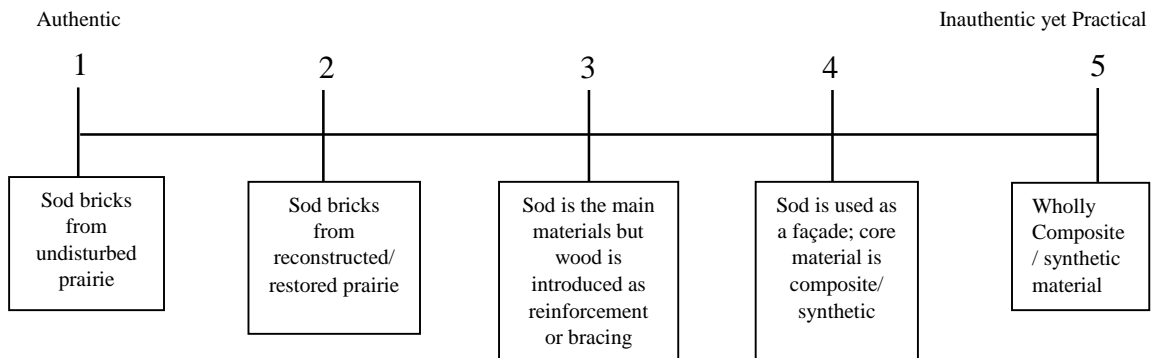 Authentic
Inauthentic yet Practical
1
2
3
4
5
Sod bricks
from
undisturbed
prairie
Sod bricks
from
reconstructed/
restored prairie
Sod is the main
materials but
wood is
introduced as
reinforcement
or bracing
Sod is used as
a façade; core
material is
composite/
synthetic
Wholly
Composite
/ synthetic
material